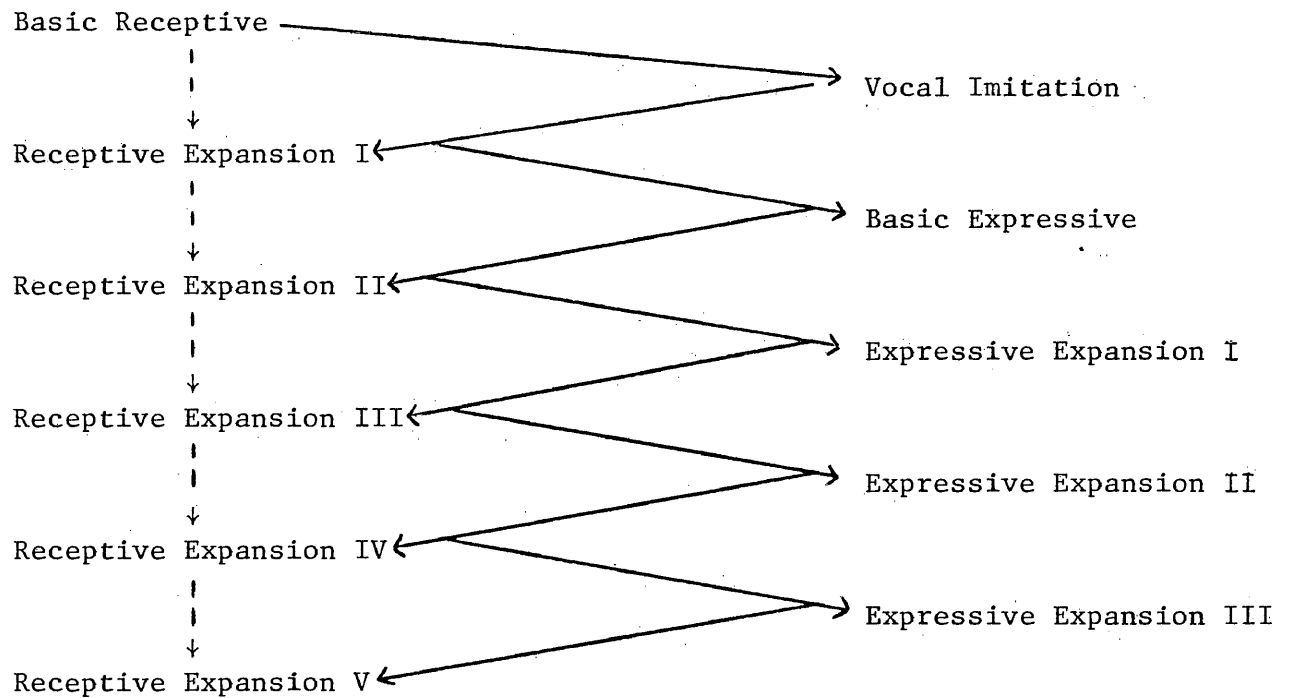 Basic Receptive
Vocal Imitation
Receptive Expansion I
Basic Expressive
Receptive Expansion II
Expressive Expansion I
Receptive Expansion III
Expressive Expansion II
Receptive Expansion IV
Expressive Expansion III
Receptive Expansion V